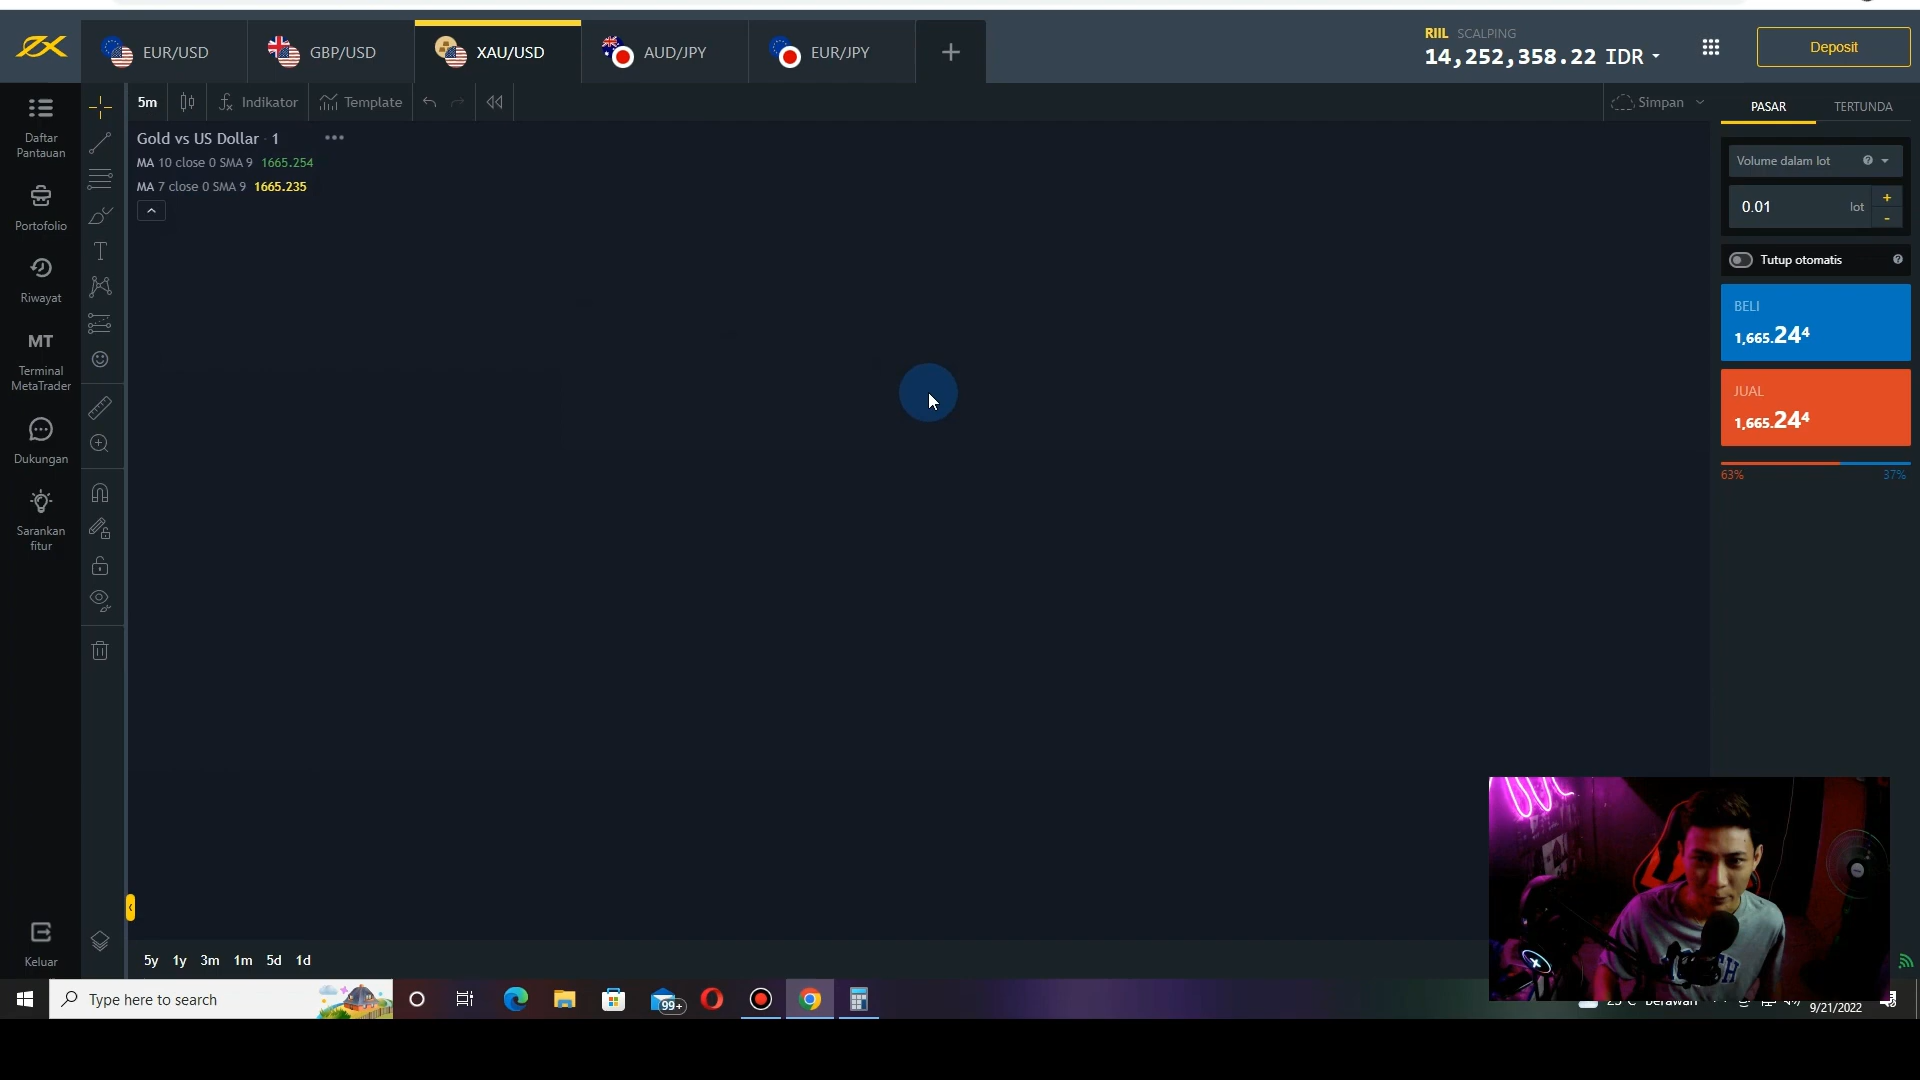 EUR/USD
GBP/USD
XAU/USD
AUD/JPY
EUR/JPY
RIIL SCALPING
14,252,358.22 IDR
Deposit
5m
Indikator
Template
Simpan
PASAR
TERTUNDA
Daftar
Pantauan
Portofolio
Riwayat
MT
Terminal
MetaTrader
Dukungan
Sarankan
fitur
Keluar
Gold vs US Dollar · 1
MA 10 close 0 SMA 9 1665.254
MA 7 close 0 SMA 9 1665.235
Volume dalam lot
0.01 lot
+
-
Tutup otomatis
BELI
1,665.244
JUAL
1,665.244
63%
37%
5y 1y 3m 1m 5d 1d
Type here to search
99+
Berawan
9/21/2022